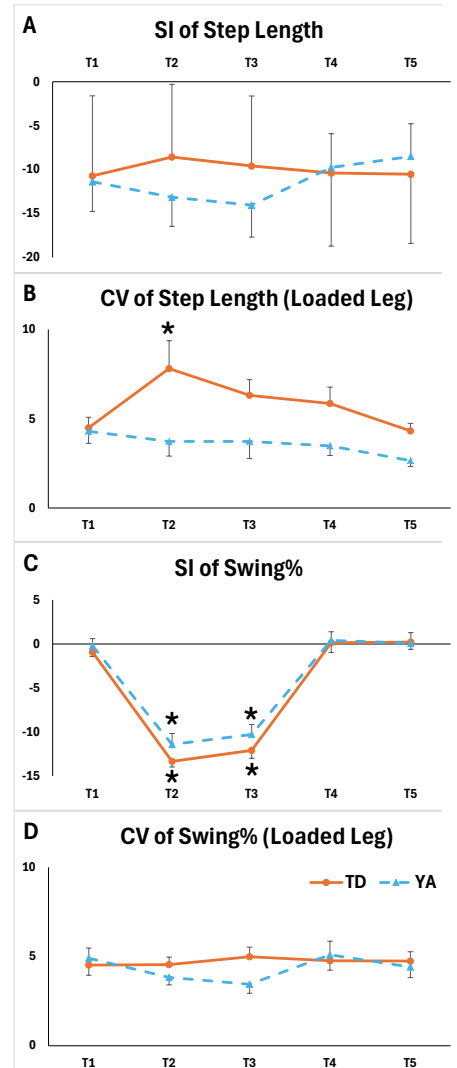 A
SI of Step Length
T1 T2 T3 T4 T5
0
-5
-10
-15
-20
B
CV of Step Length (Loaded Leg)
10
*
5
0
T1 T2 T3 T4 T5
C
SI of Swing%
5
0
-5
* *
-10
* *
-15
T1 T2 T3 T4 T5
D
CV of Swing% (Loaded Leg)
10
TD YA
5
0
T1 T2 T3 T4 T5